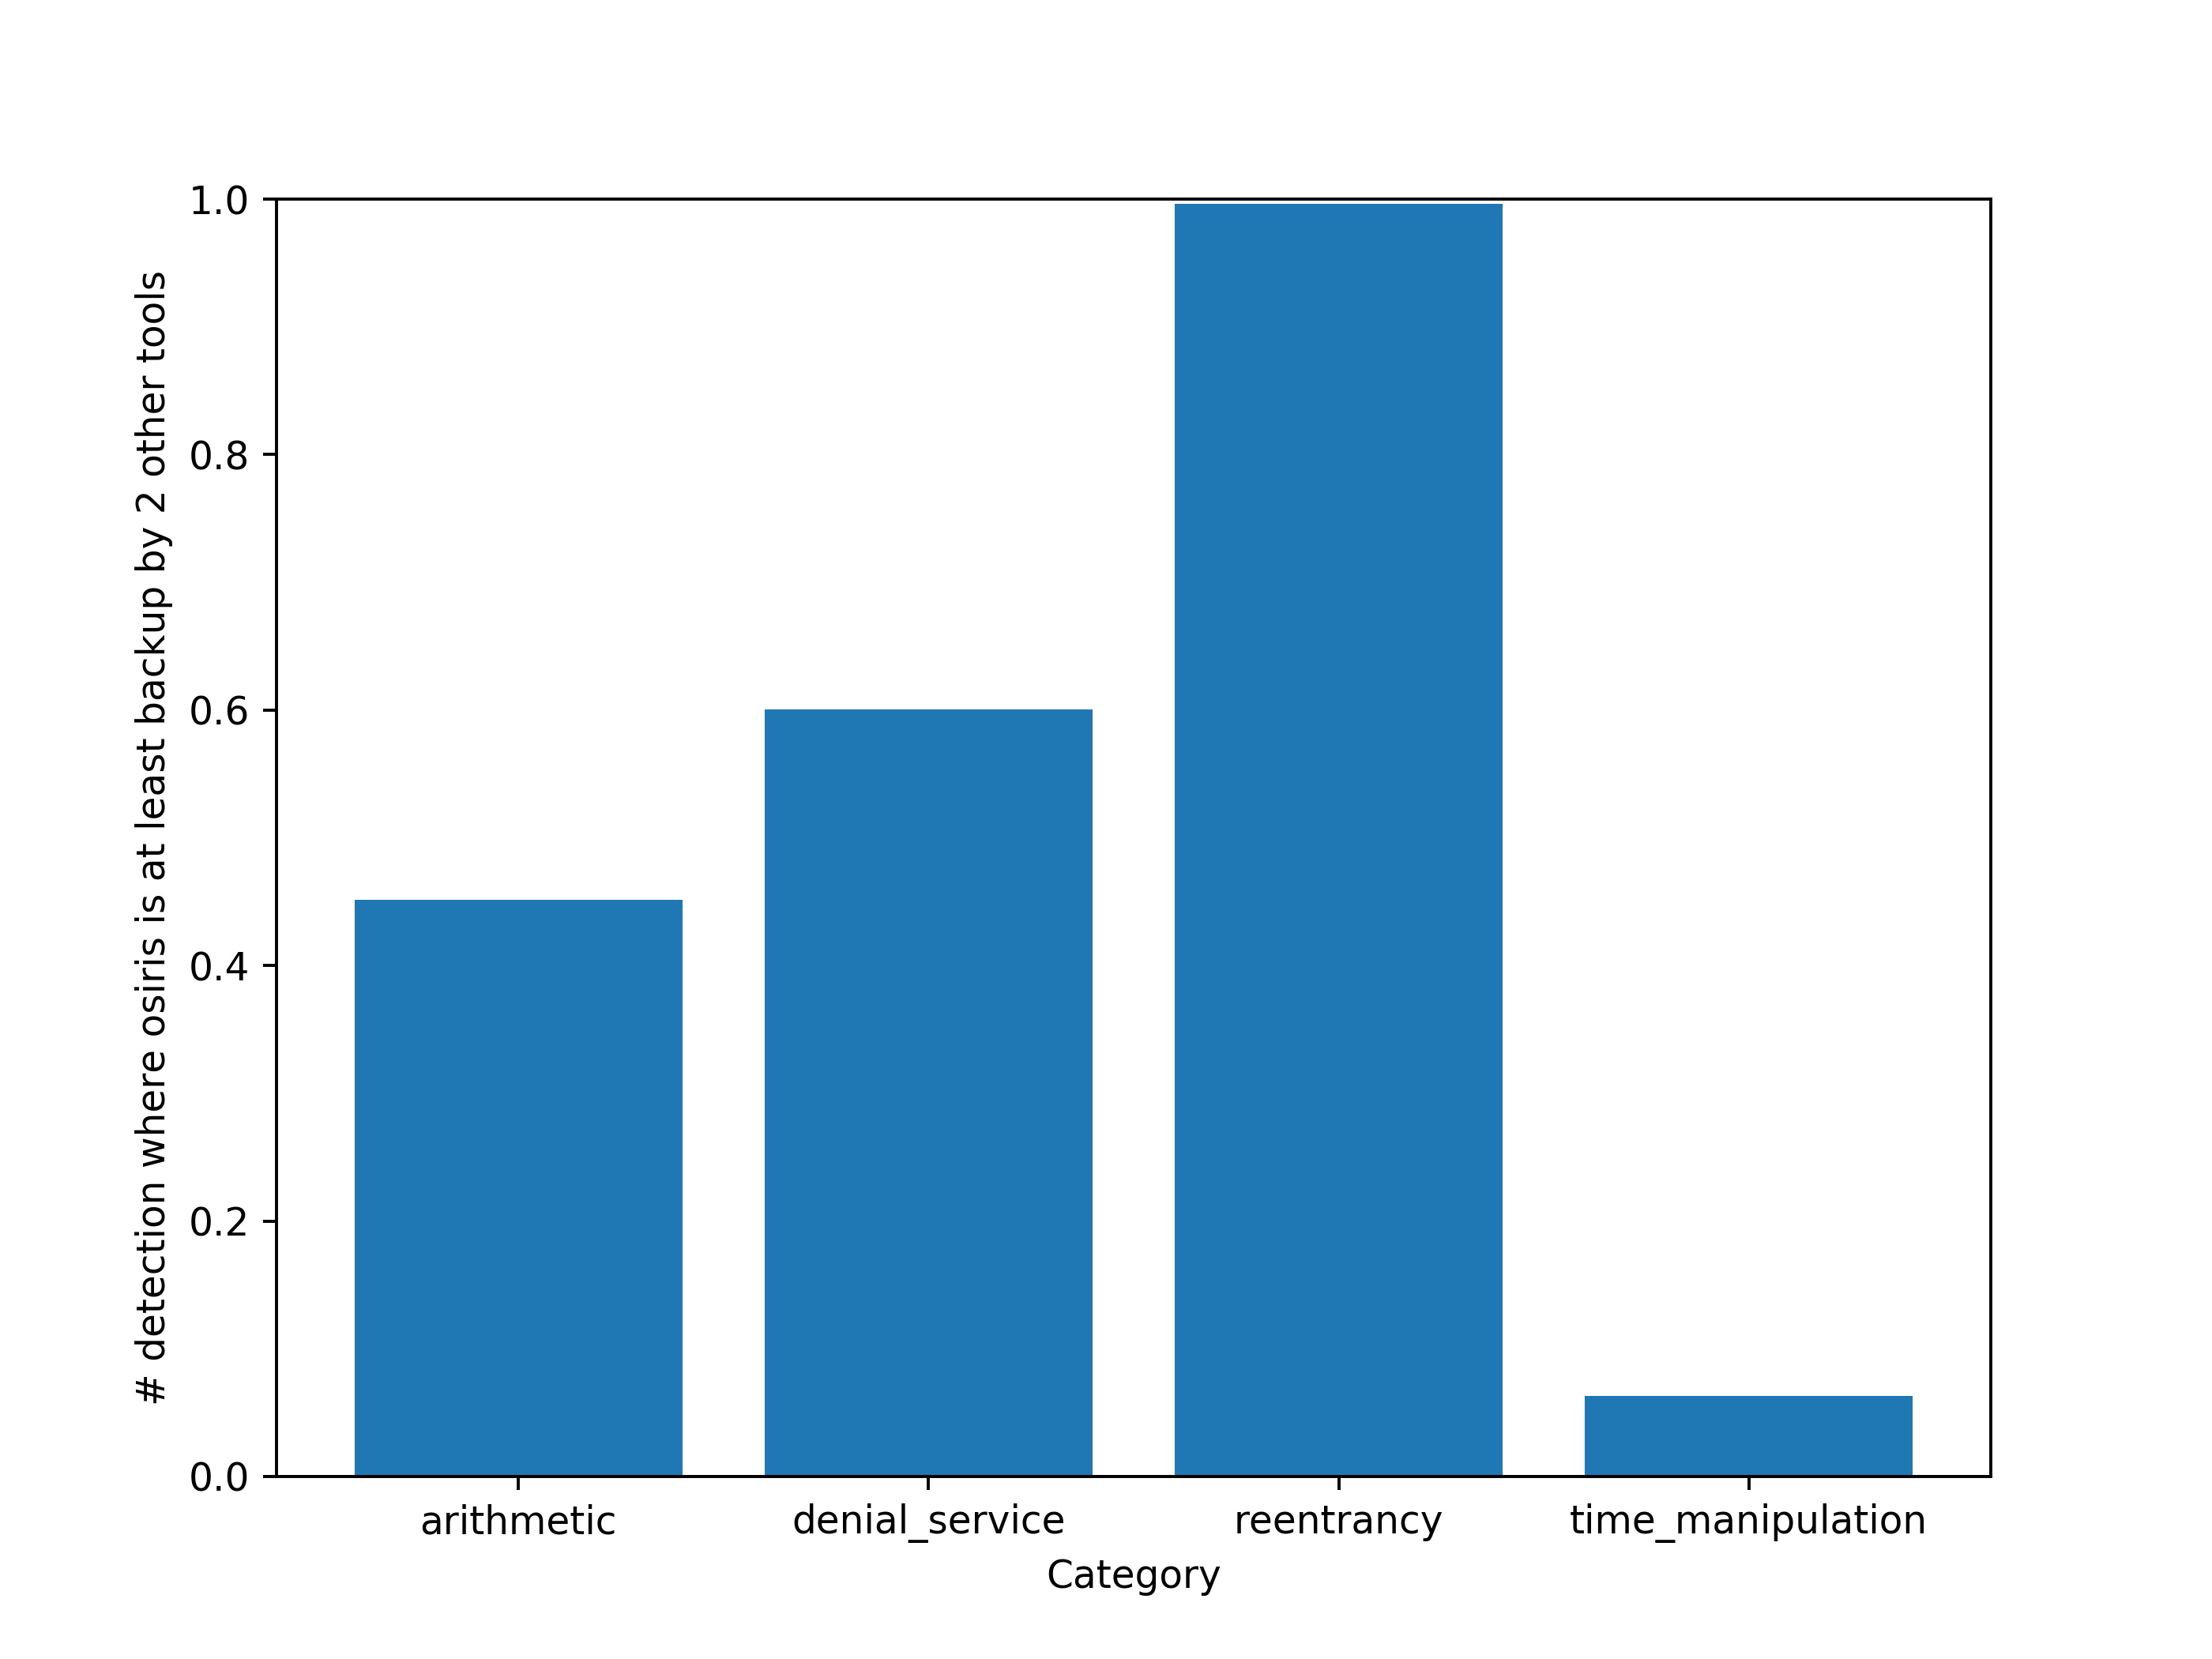 # detection where osiris is at least backup by 2 other tools
1.0
0.8
0.6
0.4
0.2
0.0
arithmetic denial_service reentrancy time_manipulation
Category